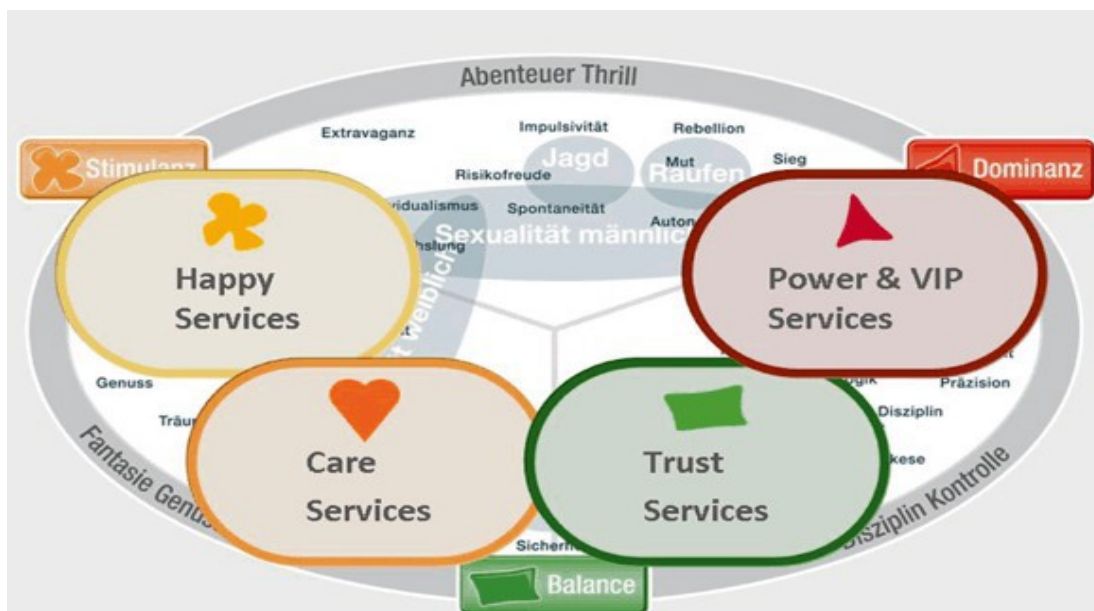 Abenteuer Thrill
Extravaganz
Impulsivität
Rebellion
Stimulanz
Jagd
Mut
Raufen
Sieg
Dominanz
Risikofreude
Spontaneität
Sexualität männlich
Happy
Services
Power & VIP
Services
weiblich
Genuss
Präzision
Disziplin
Care
Services
Trust
Services
Fantasie
Disziplin Kontrolle
Balance